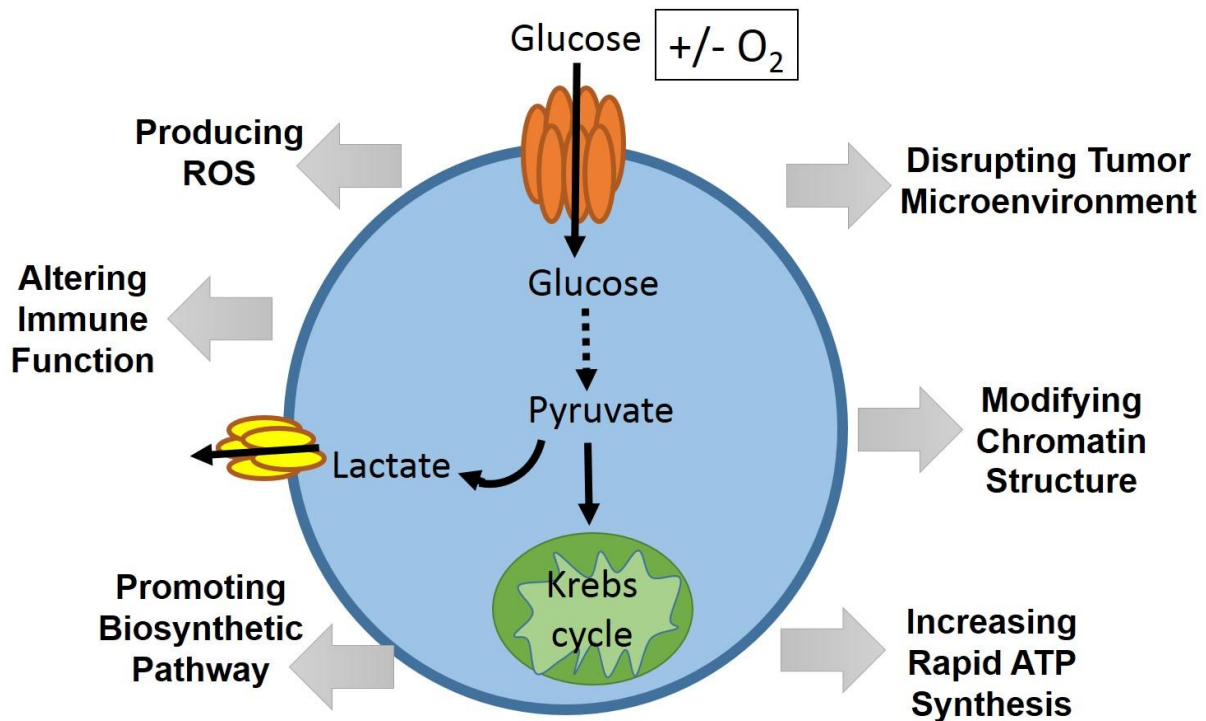 Glucose
+/- O₂
Producing
ROS
Disrupting Tumor
Microenvironment
Altering
Immune
Function
Glucose
Pyruvate
Lactate
Modifying
Chromatin
Structure
Krebs
cycle
Promoting
Biosynthetic
Pathway
Increasing
Rapid ATP
Synthesis